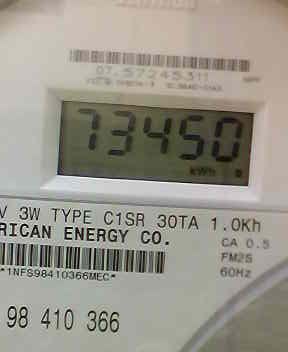 07.57245311
73450
kWh
V 3W TYPE C1SR 30TA 1.0Kh
RICAN ENERGY CO.
CA 0.5
FM2S
60Hz
*1NFS98410366MEC*
98 410 366